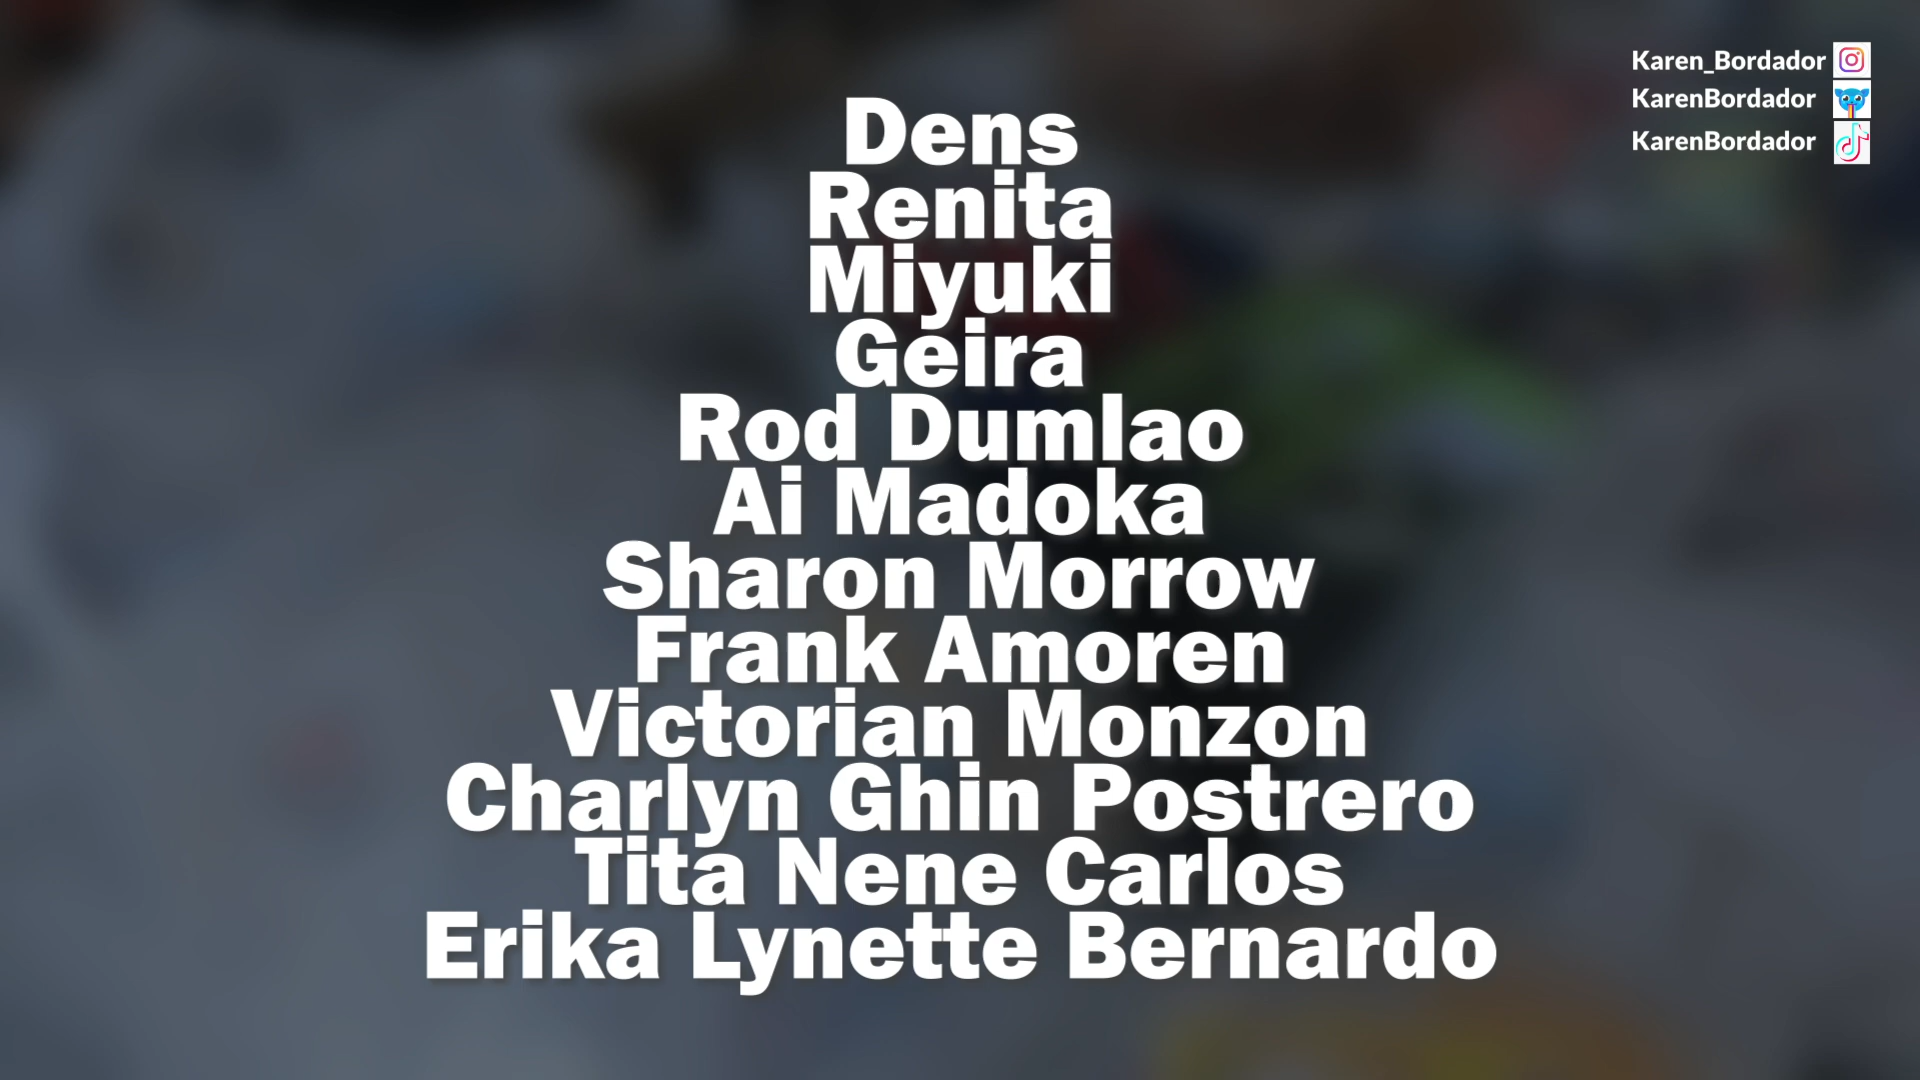 Karen_Bordador
KarenBordador
KarenBordador
Dens
Renita
Miyuki
Geira
Rod Dumlao
Ai Madoka
Sharon Morrow
Frank Amoren
Victorian Monzon
Charlyn Ghin Postrero
Tita Nene Carlos
Erika Lynette Bernardo